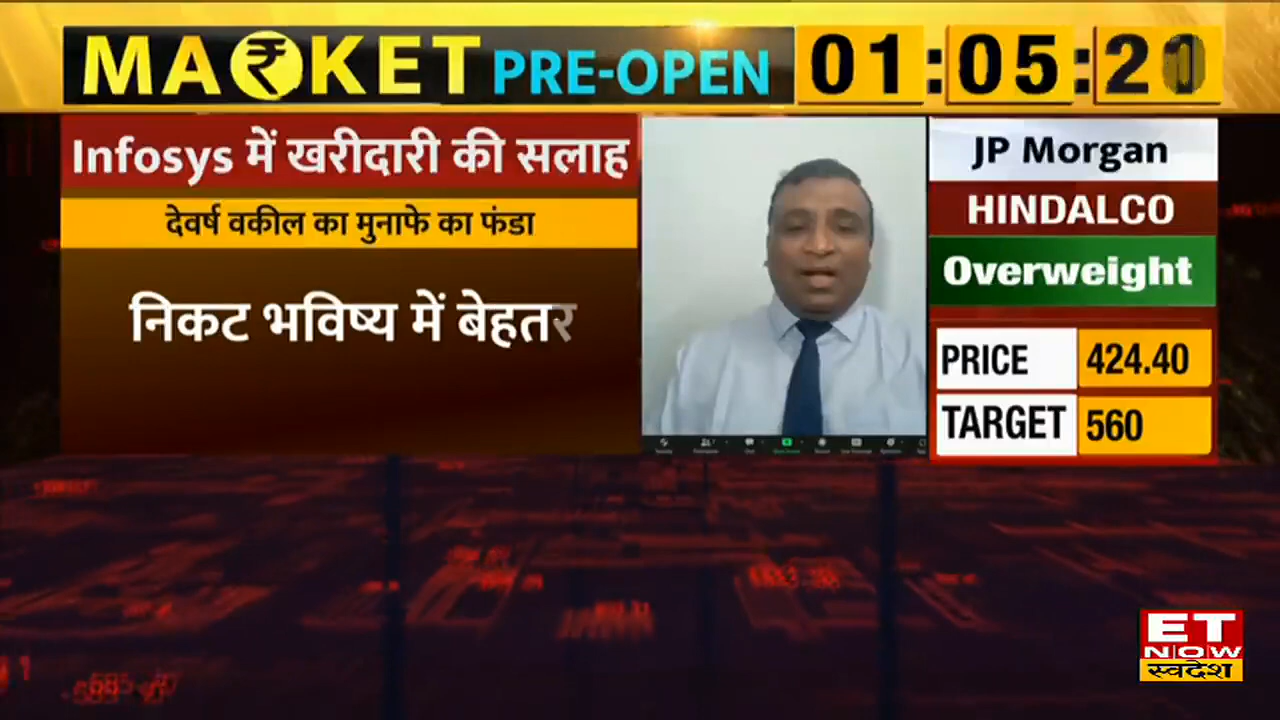 MA₹KET PRE-OPEN
01:05:2
Infosys में खरीदारी की सलाह
देवर्ष वकील का मुनाफे का फंडा
निकट भविष्य में बेहतर
JP Morgan
HINDALCO
Overweight
PRICE 424.40
TARGET 560
ET
NOW
स्वदेश